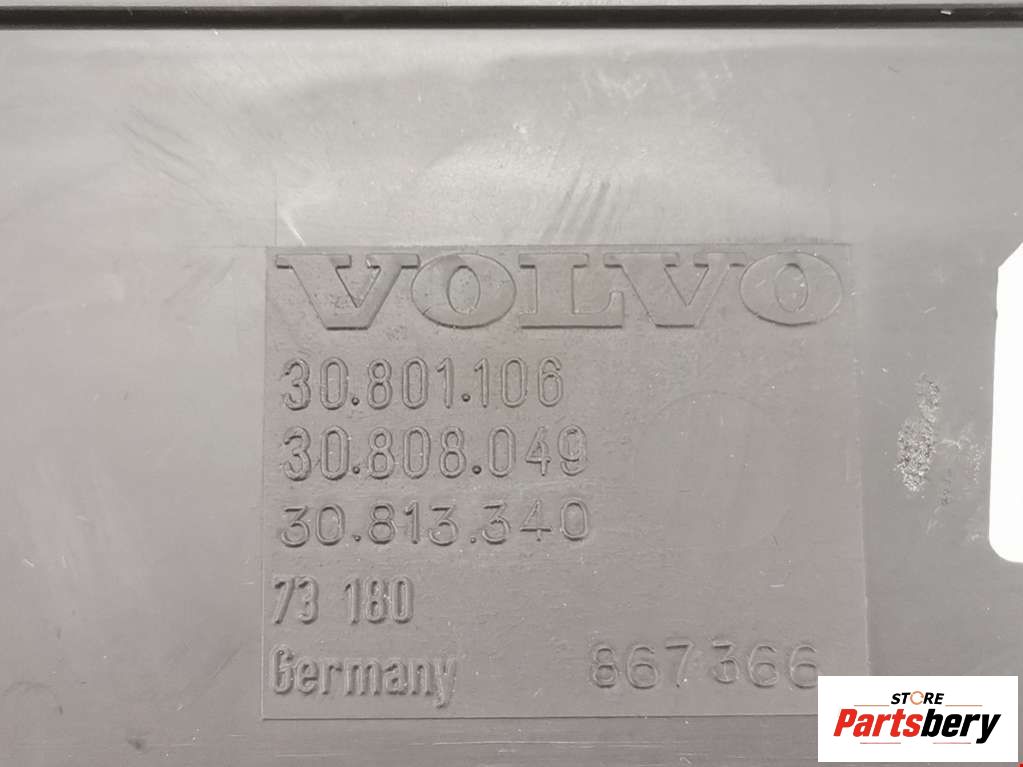 VOLVO
30.801.106
30.808.049
30.813.340
73 180
Germany 867366
STORE
Partsbery